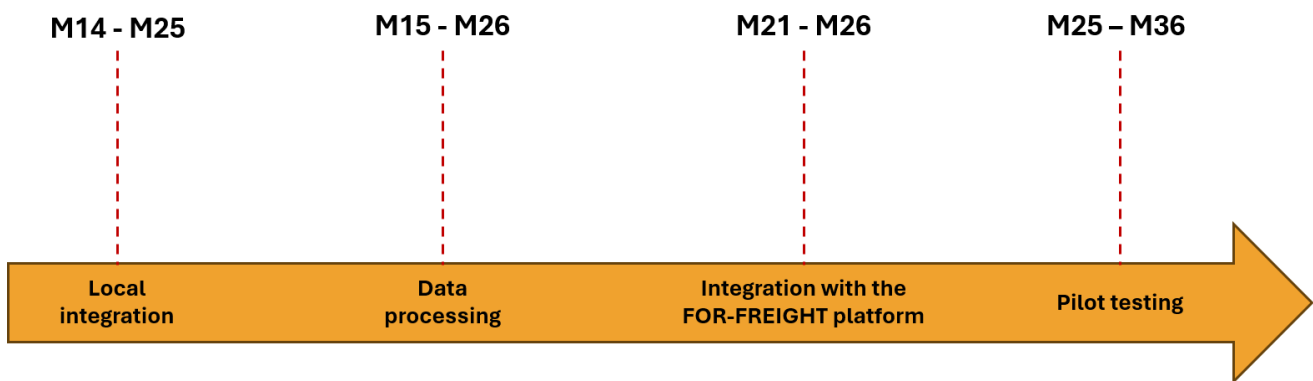 M14 - M25
M15 - M26
M21 - M26
M25 – M36
Local
integration
Data
processing
Integration with the
FOR-FREIGHT platform
Pilot testing